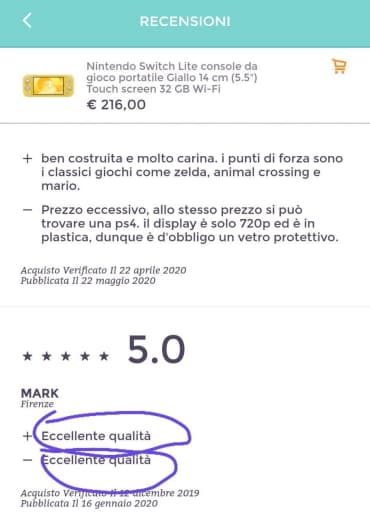 RECENSIONI
Nintendo Switch Lite console da
gioco portatile Giallo 14 cm (5.5")
Touch screen 32 GB Wi-Fi
€ 216,00
+ ben costruita e molto carina. i punti di forza sono
i classici giochi come zelda, animal crossing e
mario.
− Prezzo eccessivo, allo stesso prezzo si può
trovare una ps4. il display è solo 720p ed è in
plastica, dunque è d'obbligo un vetro protettivo.
Acquisto Verificato Il 22 aprile 2020
Pubblicata Il 22 maggio 2020
★ ★ ★ ★ ★ 5.0
MARK
Firenze
+ Eccellente qualità
− Eccellente qualità
Acquisto Verificato Il 12 dicembre 2019
Pubblicata Il 16 gennaio 2020